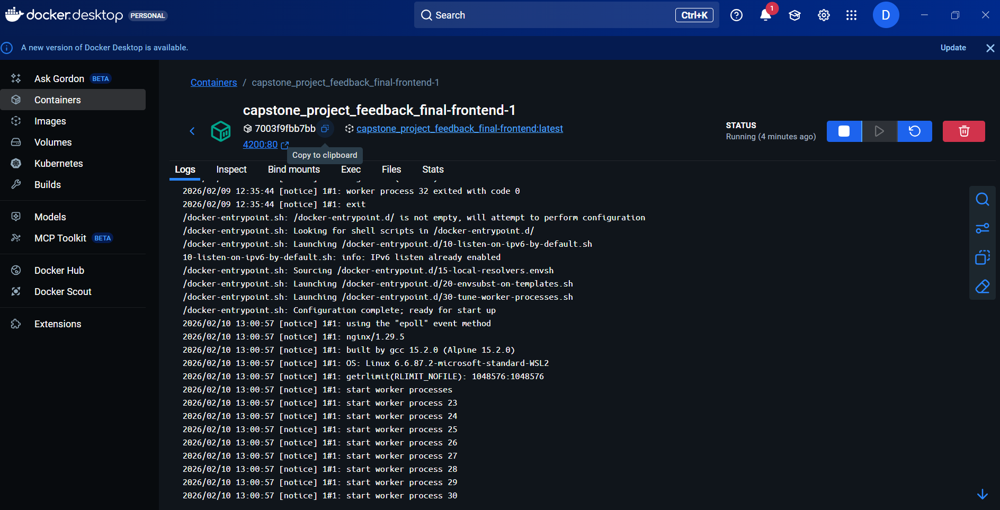 docker.desktop PERSONAL
Search
Ctrl+K
1
D
A new version of Docker Desktop is available.
Update
Ask Gordon BETA
Containers
Images
Volumes
Kubernetes
Builds
Models
MCP Toolkit BETA
Docker Hub
Docker Scout
Extensions
Containers / capstone_project_feedback_final-frontend-1
capstone_project_feedback_final-frontend-1
7003f9fbb7bb capstone_project_feedback_final-frontend:latest
4200:80
Copy to clipboard
STATUS
Running (4 minutes ago)
Logs Inspect Bind mounts Exec Files Stats
2026/02/09 12:35:44 [notice] 1#1: worker process 32 exited with code 0
2026/02/09 12:35:44 [notice] 1#1: exit
/docker-entrypoint.sh: /docker-entrypoint.d/ is not empty, will attempt to perform configuration
/docker-entrypoint.sh: Looking for shell scripts in /docker-entrypoint.d/
/docker-entrypoint.sh: Launching /docker-entrypoint.d/10-listen-on-ipv6-by-default.sh
10-listen-on-ipv6-by-default.sh: info: IPv6 listen already enabled
/docker-entrypoint.sh: Sourcing /docker-entrypoint.d/15-local-resolvers.envsh
/docker-entrypoint.sh: Launching /docker-entrypoint.d/20-envsubst-on-templates.sh
/docker-entrypoint.sh: Launching /docker-entrypoint.d/30-tune-worker-processes.sh
/docker-entrypoint.sh: Configuration complete; ready for start up
2026/02/10 13:00:57 [notice] 1#1: using the "epoll" event method
2026/02/10 13:00:57 [notice] 1#1: nginx/1.29.5
2026/02/10 13:00:57 [notice] 1#1: built by gcc 15.2.0 (Alpine 15.2.0)
2026/02/10 13:00:57 [notice] 1#1: OS: Linux 6.6.87.2-microsoft-standard-WSL2
2026/02/10 13:00:57 [notice] 1#1: getrlimit(RLIMIT_NOFILE): 1048576:1048576
2026/02/10 13:00:57 [notice] 1#1: start worker processes
2026/02/10 13:00:57 [notice] 1#1: start worker process 23
2026/02/10 13:00:57 [notice] 1#1: start worker process 24
2026/02/10 13:00:57 [notice] 1#1: start worker process 25
2026/02/10 13:00:57 [notice] 1#1: start worker process 26
2026/02/10 13:00:57 [notice] 1#1: start worker process 27
2026/02/10 13:00:57 [notice] 1#1: start worker process 28
2026/02/10 13:00:57 [notice] 1#1: start worker process 29
2026/02/10 13:00:57 [notice] 1#1: start worker process 30